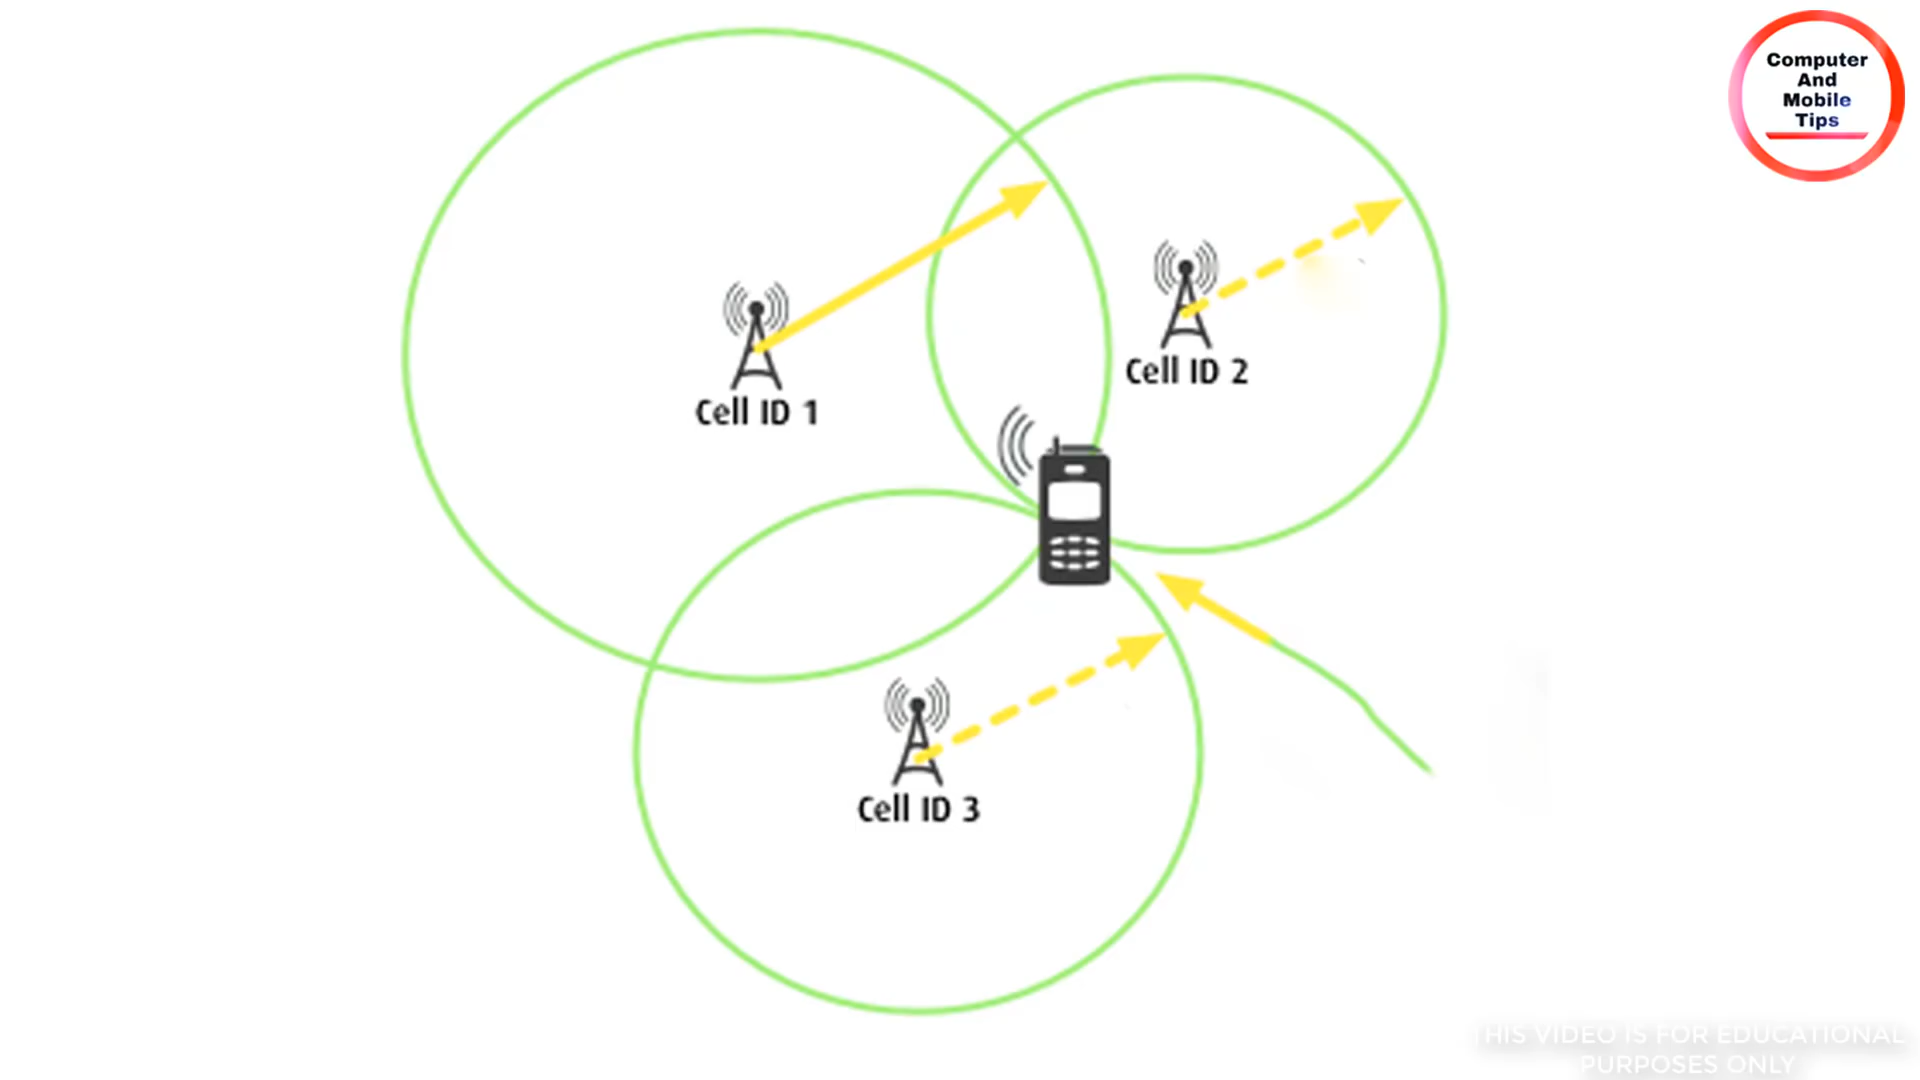 Computer
And
Mobile
Tips
Cell ID 1
Cell ID 2
Cell ID 3
THIS VIDEO IS FOR EDUCATIONAL
PURPOSES ONLY